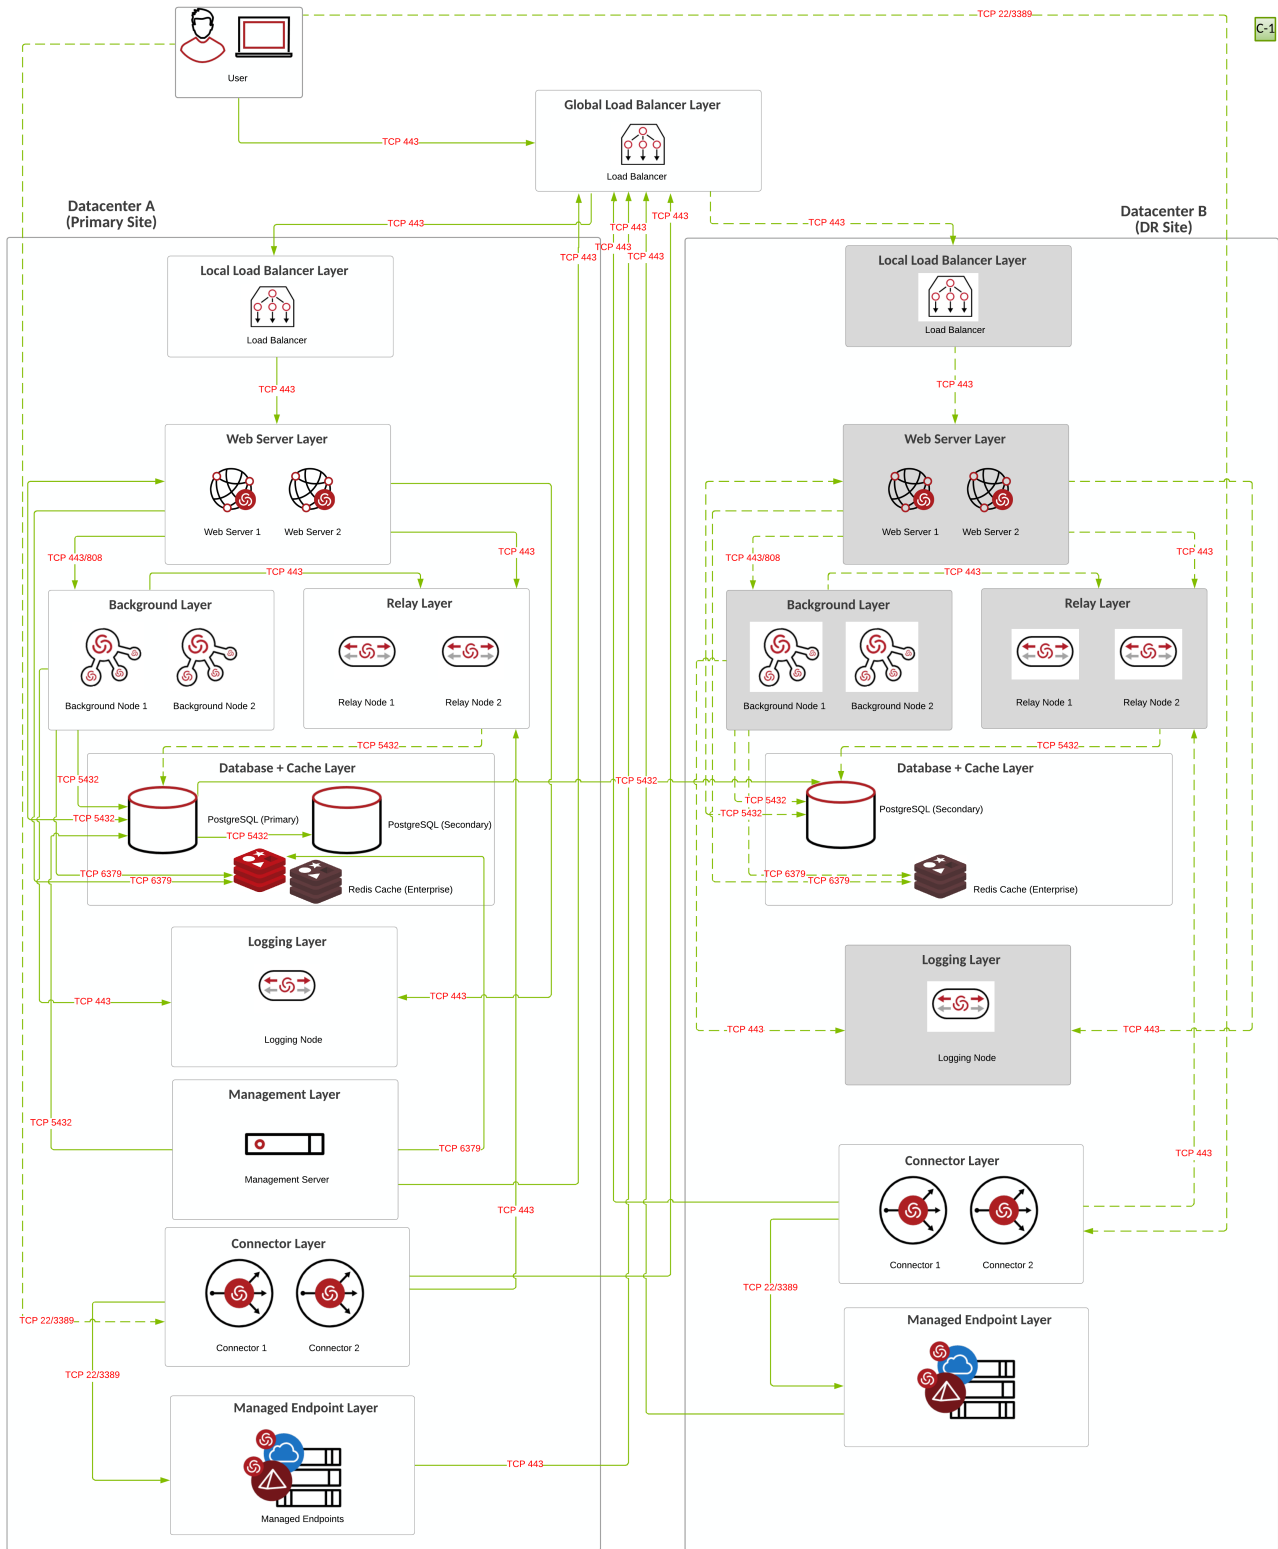 TCP 22/3389
C-1
User
Global Load Balancer Layer
TCP 443
Load Balancer
Datacenter A
(Primary Site)
Datacenter B
(DR Site)
TCP 443
TCP 443
TCP 443
TCP 443
TCP 443
TCP 443
TCP 443
Local Load Balancer Layer
Load Balancer
Local Load Balancer Layer
Load Balancer
TCP 443
TCP 443
Web Server Layer
Web Server 1
Web Server 2
Web Server Layer
Web Server 1
Web Server 2
TCP 443/808
TCP 443
TCP 443/808
TCP 443
TCP 443
TCP 443
Background Layer
Background Node 1
Background Node 2
Relay Layer
Relay Node 1
Relay Node 2
Background Layer
Background Node 1
Background Node 2
Relay Layer
Relay Node 1
Relay Node 2
TCP 5432
TCP 5432
Database + Cache Layer
Database + Cache Layer
TCP 5432
TCP 5432
TCP 5432
TCP 5432
PostgreSQL (Primary)
PostgreSQL (Secondary)
TCP 5432
TCP 5432
PostgreSQL (Secondary)
TCP 6379
TCP 6379
Redis Cache (Enterprise)
TCP 6379
TCP 6379
Redis Cache (Enterprise)
Logging Layer
TCP 443
TCP 443
Logging Node
Logging Layer
TCP 443
TCP 443
Logging Node
Management Layer
TCP 5432
TCP 6379
Management Server
TCP 443
TCP 443
Connector Layer
Connector 1
Connector 2
Connector Layer
Connector 1
Connector 2
TCP 22/3389
TCP 22/3389
TCP 22/3389
Managed Endpoint Layer
Managed Endpoint Layer
TCP 443
Managed Endpoints